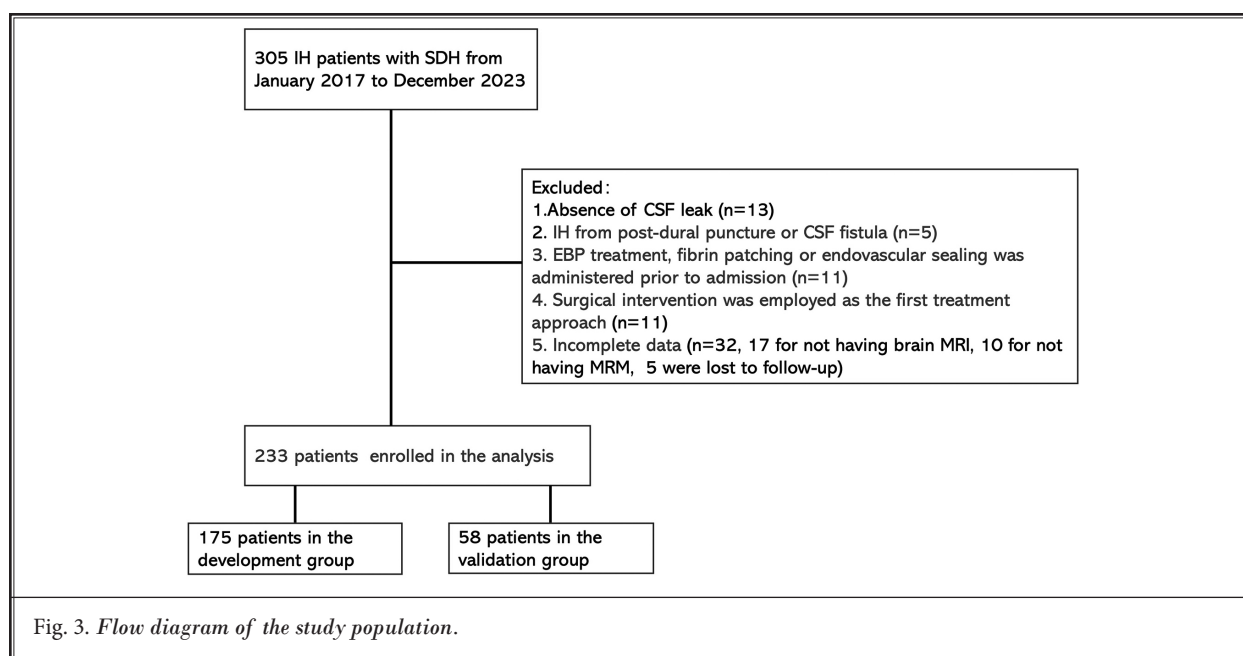 305 IH patients with SDH from
January 2017 to December 2023
Excluded:
1.Absence of CSF leak (n=13)
2. IH from post-dural puncture or CSF fistula (n=5)
3. EBP treatment, fibrin patching or endovascular sealing was
administered prior to admission (n=11)
4. Surgical intervention was employed as the first treatment
approach (n=11)
5. Incomplete data (n=32, 17 for not having brain MRI, 10 for not
having MRM, 5 were lost to follow-up)
233 patients enrolled in the analysis
175 patients in the
development group
58 patients in the
validation group
Fig. 3. Flow diagram of the study population.